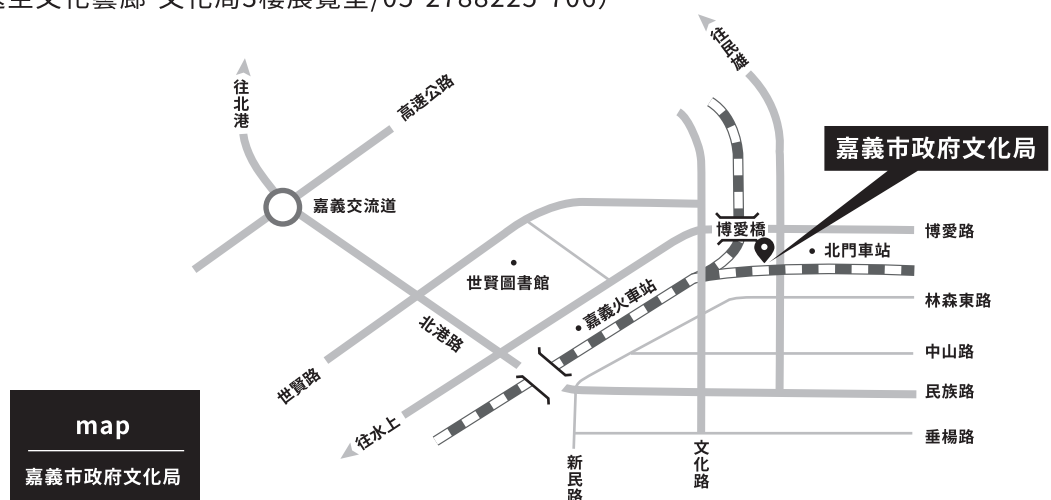 文化局3樓展覽室/05-2788225-706）
往民雄
往北港
高速公路
嘉義市政府文化局
嘉義交流道
博愛橋
博愛路
北門車站
世賢圖書館
嘉義火車站
林森東路
北港路
中山路
世賢路
民族路
往水上
垂楊路
文化路
新民路
map
嘉義市政府文化局